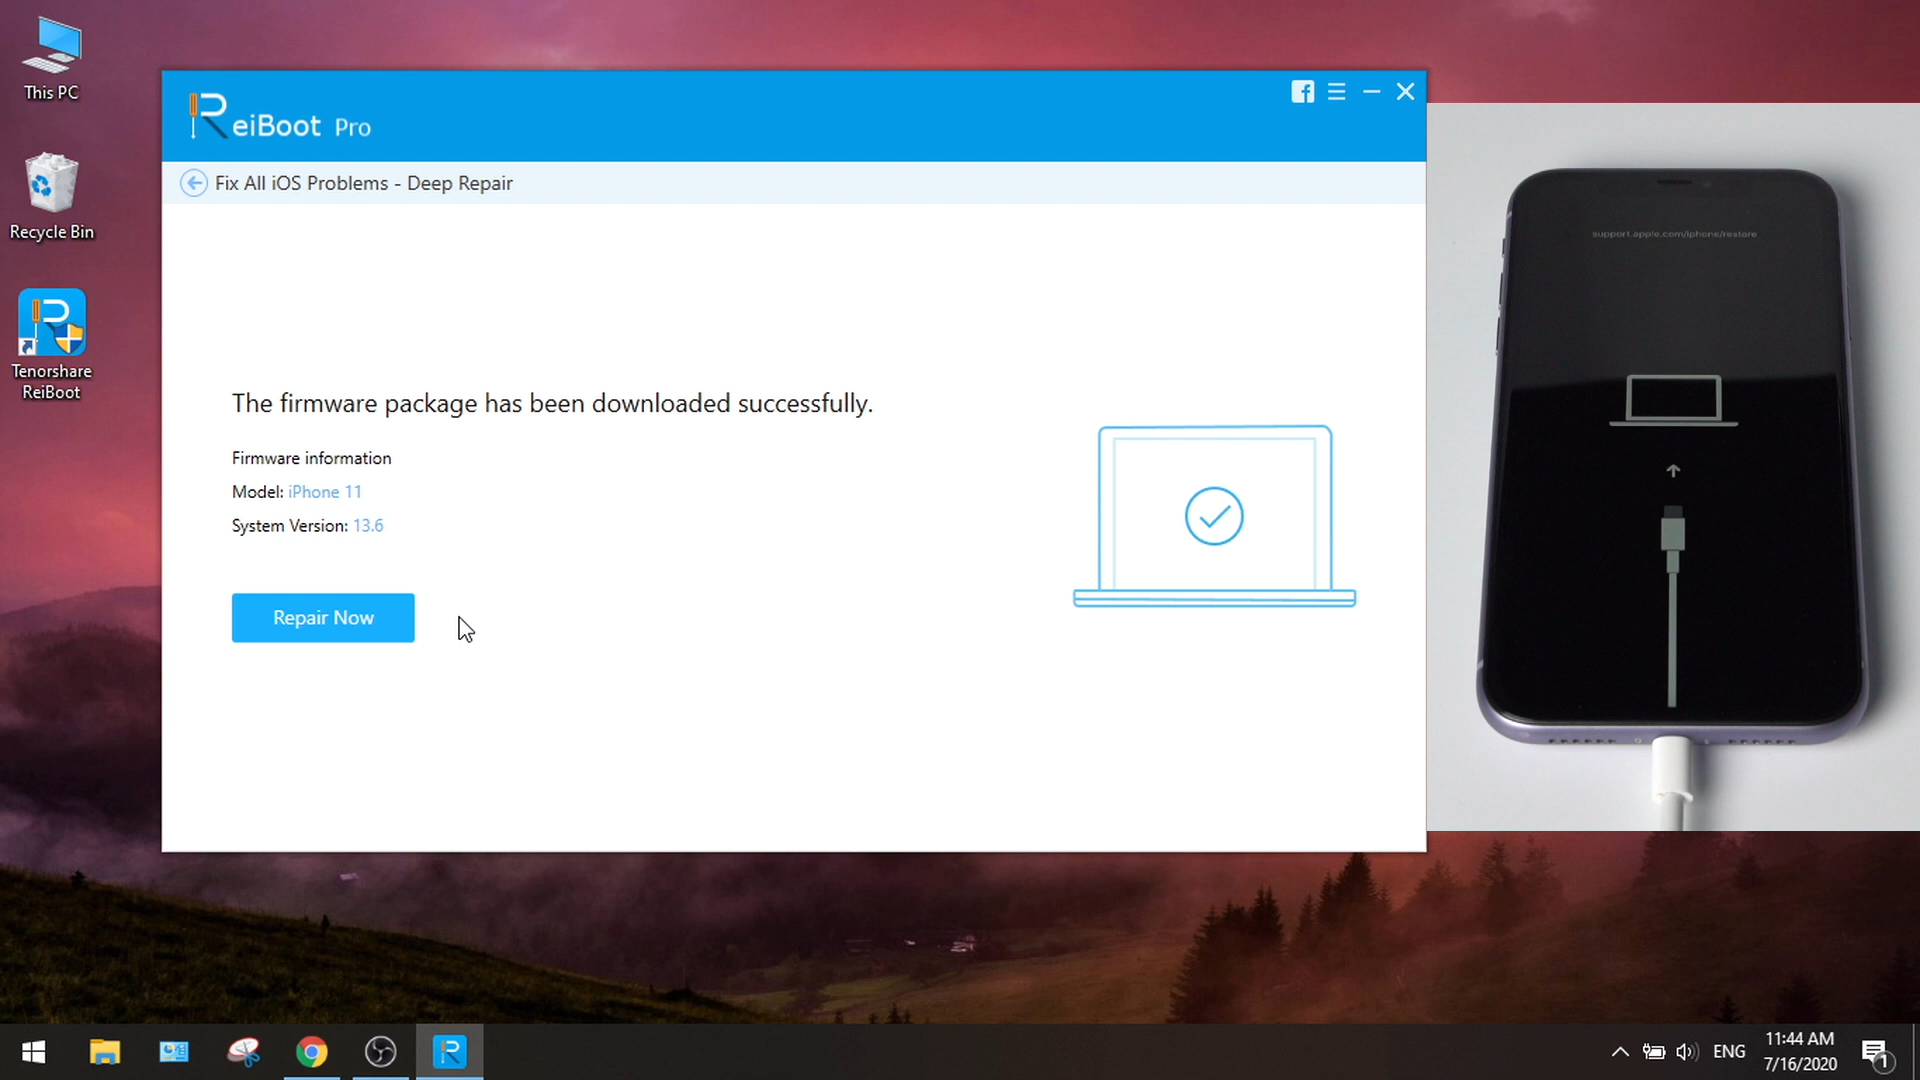 This PC
Recycle Bin
Tenorshare
ReiBoot
ReiBoot Pro
Fix All iOS Problems - Deep Repair
The firmware package has been downloaded successfully.
Firmware information
Model: iPhone 11
System Version: 13.6
Repair Now
support.apple.com/iphone/restore
ENG
11:44 AM
7/16/2020
1